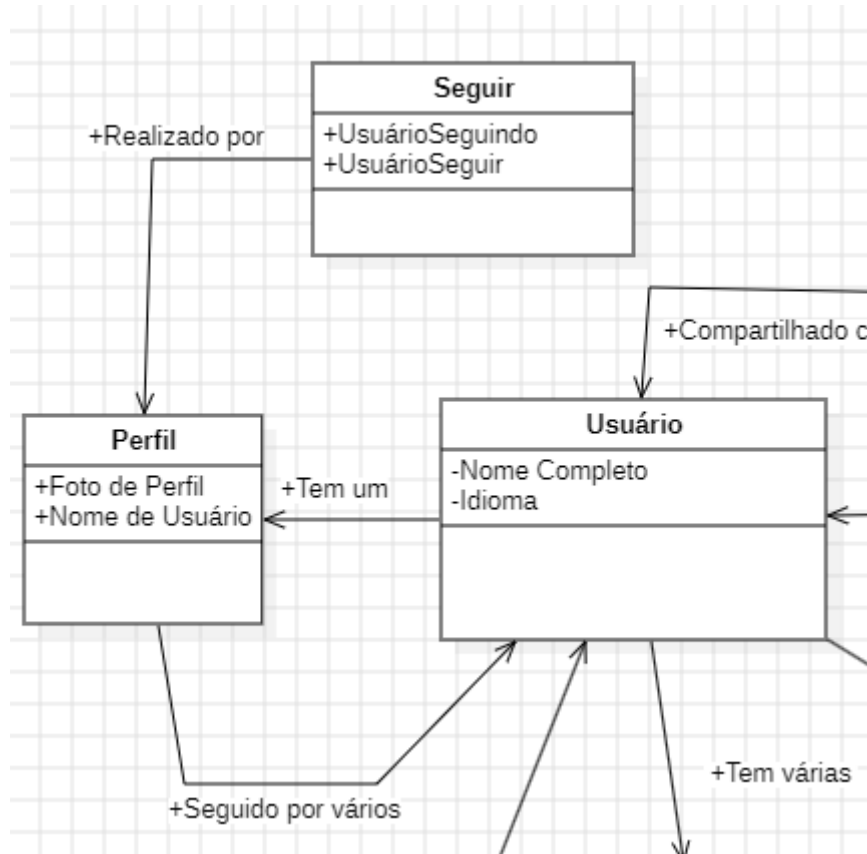 Seguir
+Realizado por
+UsuárioSeguindo
+UsuárioSeguir
+Compartilhado
Perfil
+Foto de Perfil
+Nome de Usuário
+Tem um
Usuário
-Nome Completo
-Idioma
+Seguido por vários
+Tem várias